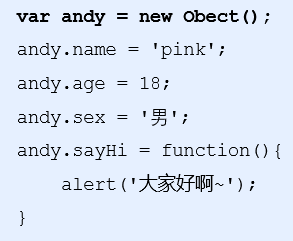 var andy = new Obect();
andy.name = 'pink';
andy.age = 18;
andy.sex = '男';
andy.sayHi = function(){
    alert('大家好啊~');
}